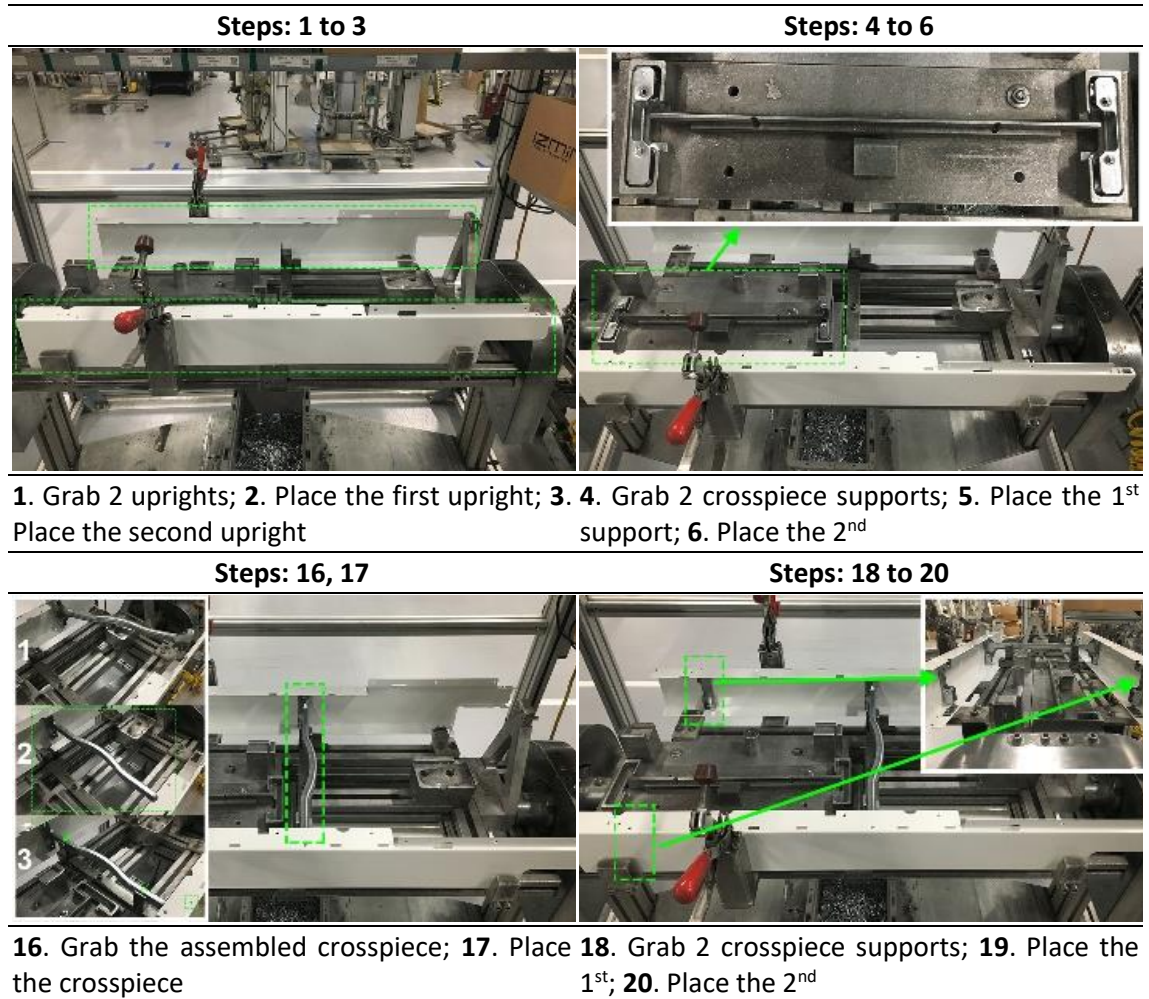 Steps: 1 to 3
Steps: 4 to 6
IZMIR
1. Grab 2 uprights; 2. Place the first upright; 3.
Place the second upright
4. Grab 2 crosspiece supports; 5. Place the 1st
support; 6. Place the 2nd
Steps: 16, 17
Steps: 18 to 20
1
2
3
16. Grab the assembled crosspiece; 17. Place
the crosspiece
18. Grab 2 crosspiece supports; 19. Place the
1st; 20. Place the 2nd